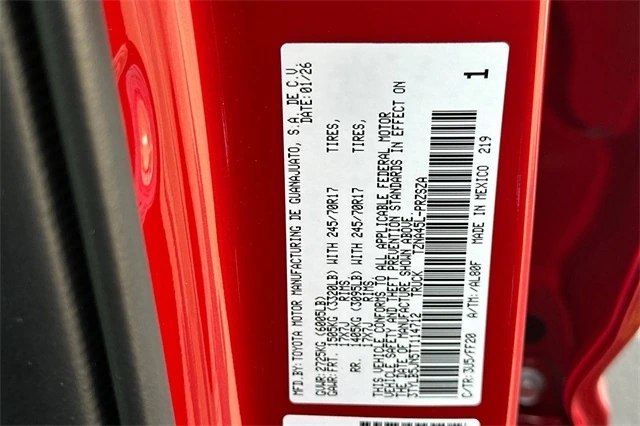 MFD.BY:TOYOTA MOTOR MANUFACTURING DE GUANAJUATO, S.A. DE C.V.
DATE:01/26
GVWR:2725KG (6005LB)
GAWR:FRT. 1505KG (3320LB) WITH 245/70R17 TIRES,
17X7J RIMS
RR. 1405KG (3095LB) WITH 245/70R17 TIRES,
17X7J RIMS
THIS VEHICLE CONFORMS TO ALL APPLICABLE FEDERAL MOTOR
VEHICLE SAFETY AND THEFT PREVENTION STANDARDS IN EFFECT ON
THE DATE OF MANUFACTURE SHOWN ABOVE.
3TYLB5JN5TT114712 TRUCK TZNA45L-PRZSZA
C/TR:3U5/FF20 A/TM:/AL80F MADE IN MEXICO 219
1